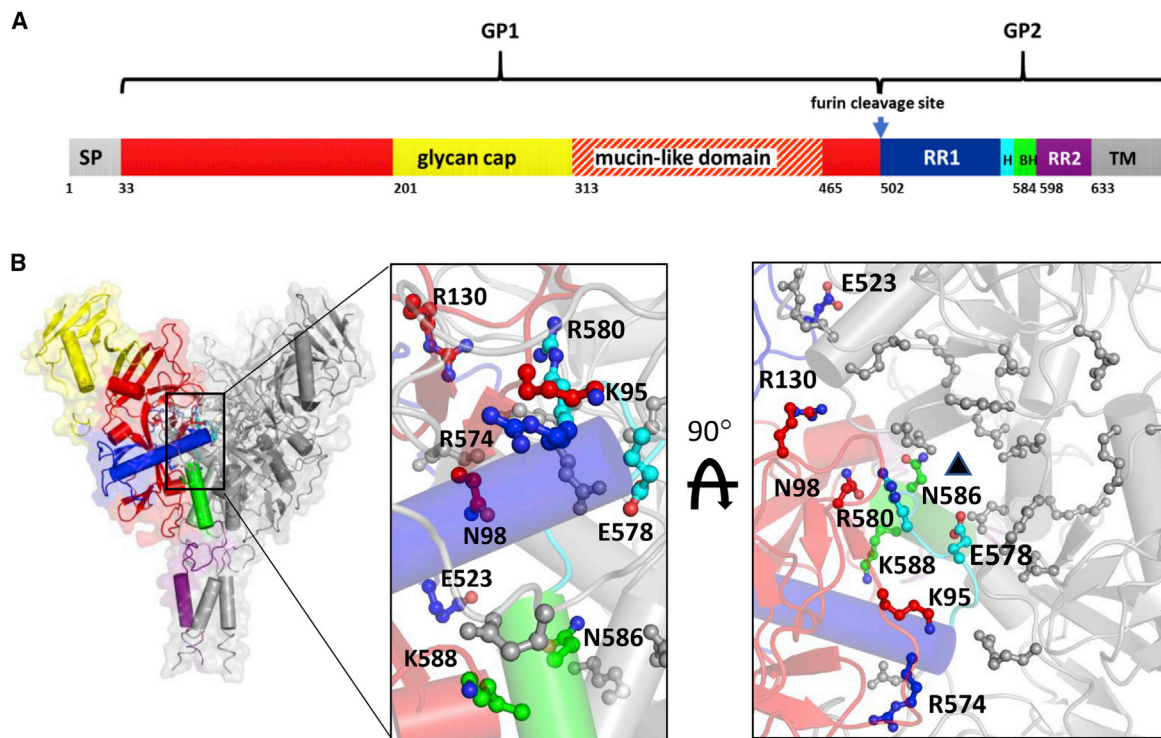 A
GP1
GP2
furin cleavage site
SP
glycan cap
mucin-like domain
RR1
H
BH
RR2
TM
1
33
201
313
465
502
584
598
633
B
R130
R580
K95
R574
N98
E578
E523
N586
K588
90°
E523
R130
N98
N586
R580
E578
K588
K95
R574